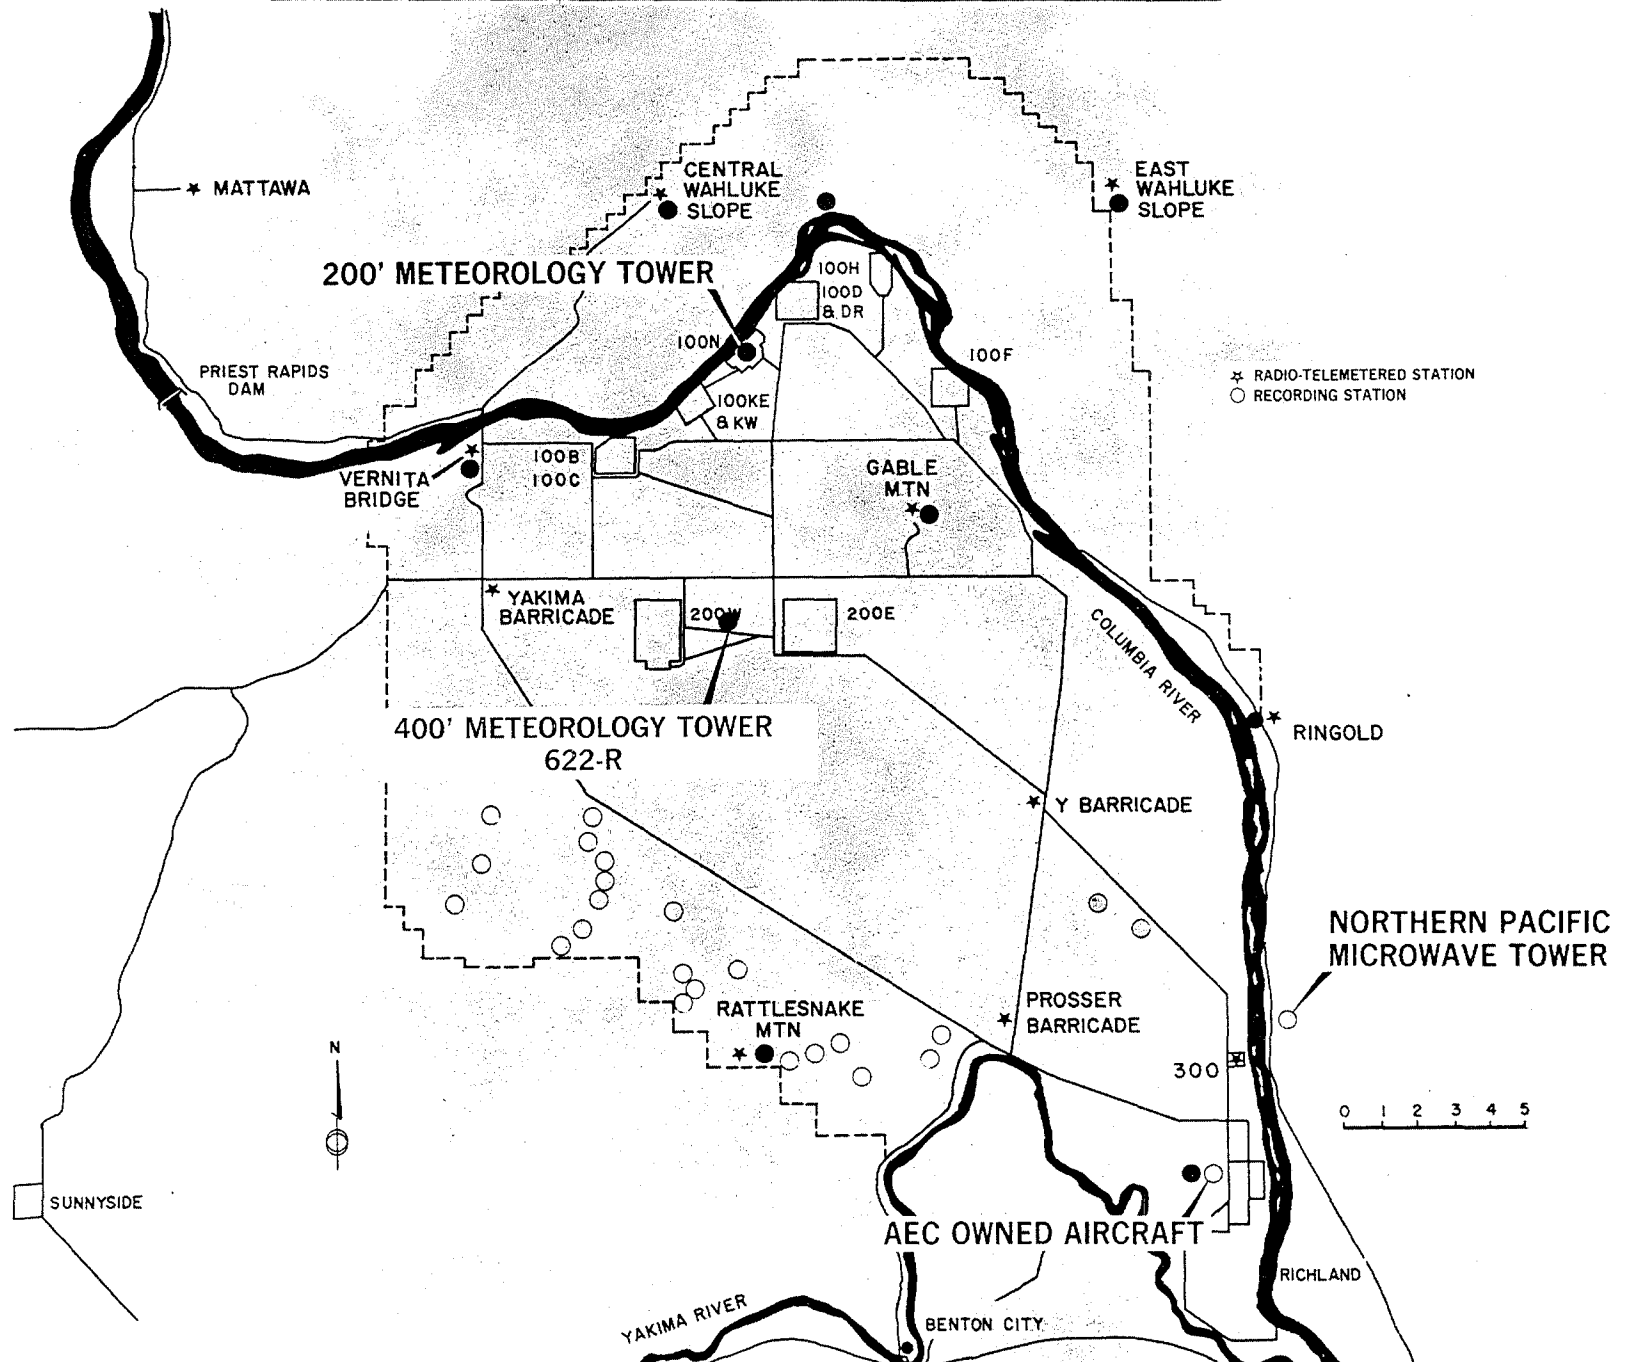 CENTRAL
WAHLUKE
SLOPE
EAST
WAHLUKE
SLOPE
MATTAWA
200' METEOROLOGY TOWER
100H
100D
& DR
100N
100F
PRIEST RAPIDS
DAM
RADIO-TELEMETERED STATION
RECORDING STATION
100KE
& KW
VERNITA
BRIDGE
100B
100C
GABLE
MTN
YAKIMA
BARRICADE
200W
200E
COLUMBIA RIVER
400' METEOROLOGY TOWER
622-R
RINGOLD
Y BARRICADE
NORTHERN PACIFIC
MICROWAVE TOWER
RATTLESNAKE
MTN
PROSSER
BARRICADE
N
300
0 1 2 3 4 5
SUNNYSIDE
AEC OWNED AIRCRAFT
RICHLAND
YAKIMA RIVER
BENTON CITY